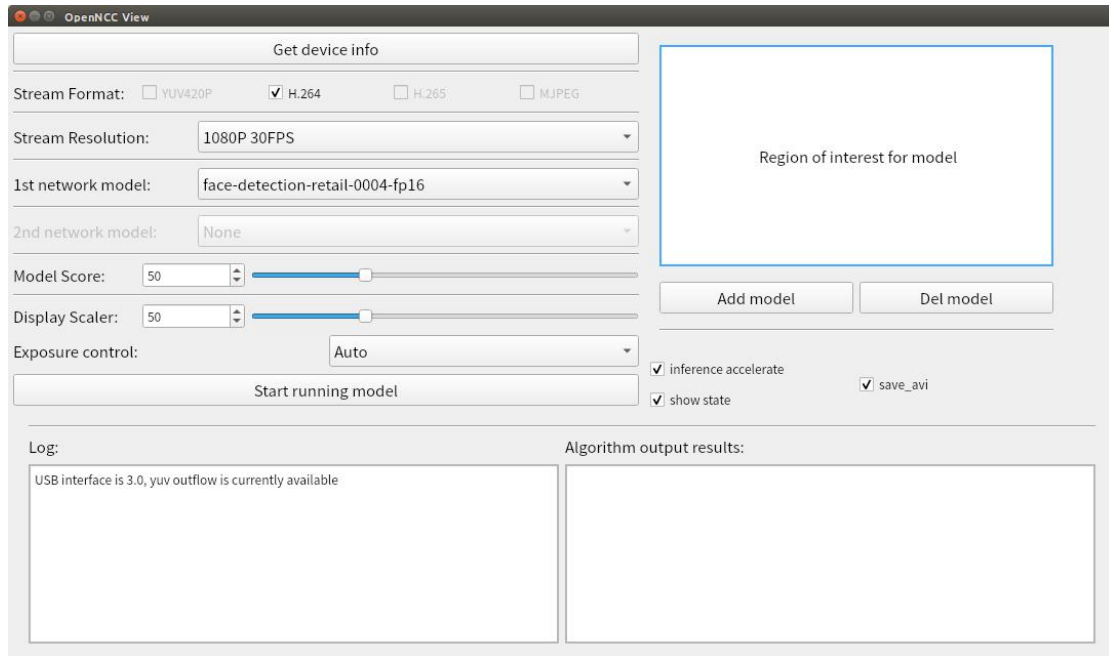 OpenNCC View
Get device info
Stream Format: YUV420P H.264 H.265 MJPEG
Stream Resolution: 1080P 30FPS
1st network model: face-detection-retail-0004-fp16
2nd network model: None
Model Score: 50
Display Scaler: 50
Exposure control: Auto
Start running model
Region of interest for model
Add model Del model
inference accelerate
show state
save_avi
Log:
USB interface is 3.0, yuv outflow is currently available
Algorithm output results: